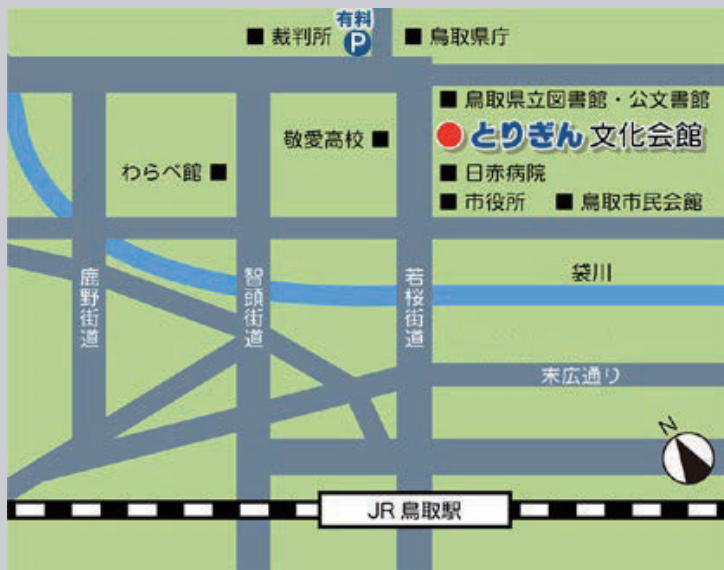 有料
P
■ 裁判所
■ 鳥取県庁
■ 鳥取県立図書館・公文書館
敬愛高校 ■
● とりぎん 文化会館
わらべ館 ■
■ 日赤病院
■ 市役所 ■ 鳥取市民会館
鹿野街道
智頭街道
若桜街道
袋川
末広通り
N
JR 鳥取駅